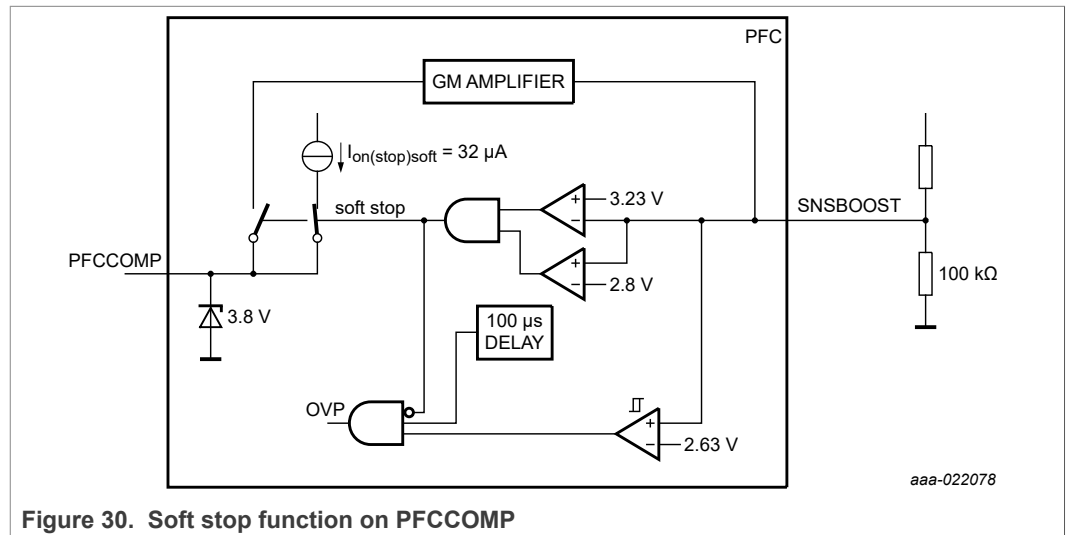 PFC
GM AMPLIFIER
Ion(stop)soft = 32 µA
3.23 V
soft stop
SNSBOOST
PFCCOMP
2.8 V
100 kΩ
3.8 V
100 µs
DELAY
OVP
2.63 V
aaa-022078
Figure 30. Soft stop function on PFCCOMP